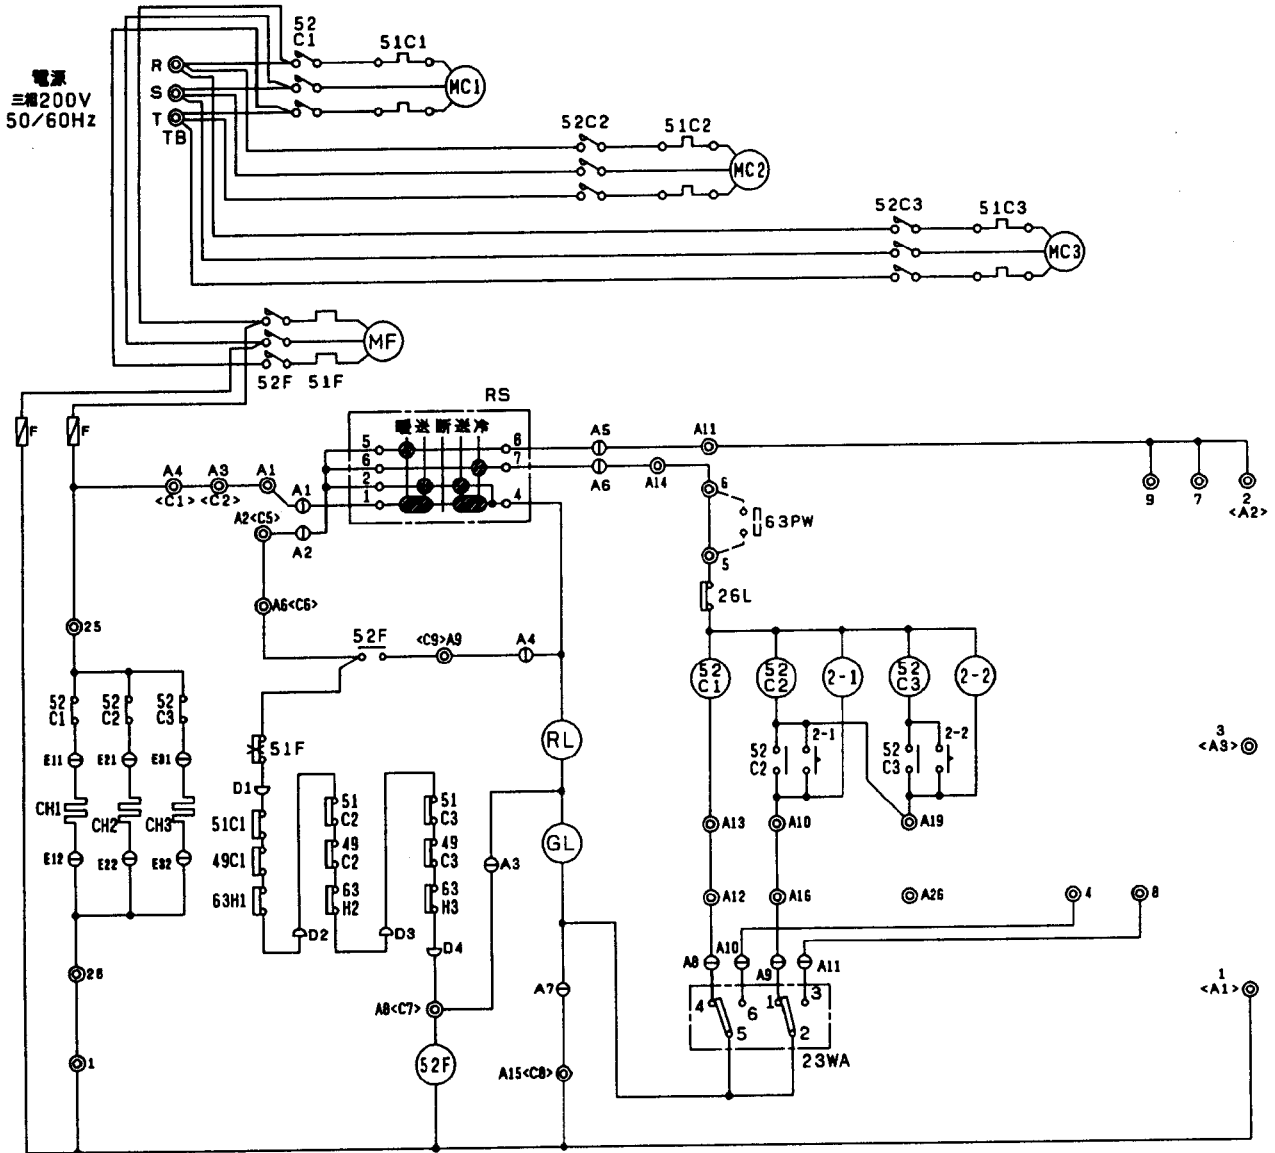 電源
三相200V
50/60Hz
R
S
T
TB
52
C1
51C1
MC1
52C2
51C2
MC2
52C3
51C3
MC3
MF
52F
51F
F
F
RS
暖 送 断 送 冷
5
6
2
1
8
7
4
A4
<C1>
A3
<C2>
A1
A1
A2<C5>
A2
A5
A6
A11
A14
6
63PW
5
26L
9
7
2
<A2>
A6<C6>
52F
<C9>A9
A4
25
52
C1
52
C2
52
C3
E11
E21
E31
CH1
CH2
CH3
E12
E22
E32
26
1
51F
D1
51C1
49C1
63H1
D2
51
C2
49
C2
63
H2
D3
51
C3
49
C3
63
H3
D4
A3
A8<C7>
52F
RL
GL
A7
A15<C8>
52
C1
52
C2
2-1
52
C3
2-2
52
C2
2-1
52
C3
2-2
A13
A10
A19
A12
A16
A26
4
8
A8
A10
A9
A11
4
6
5
1
3
2
23WA
3
<A3>
1
<A1>